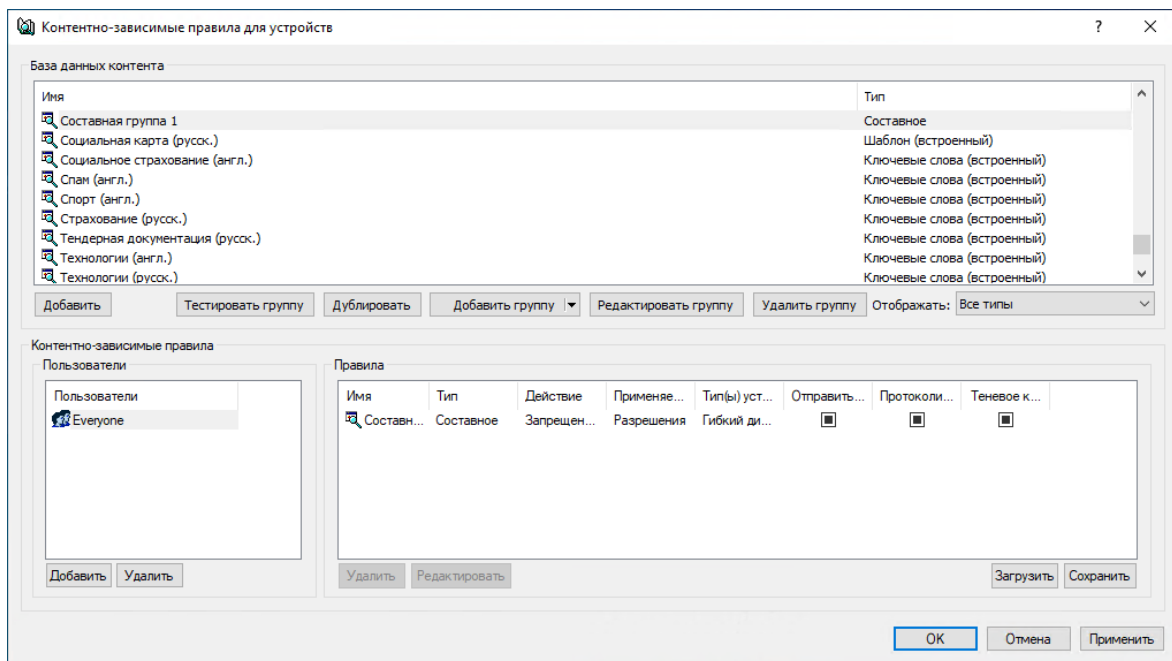 Контентно-зависимые правила для устройств ?
База данных контента
Имя Тип
Составная группа 1 Составное
Социальная карта (русск.) Шаблон (встроенный)
Социальное страхование (англ.) Ключевые слова (встроенный)
Спам (англ.) Ключевые слова (встроенный)
Спорт (англ.) Ключевые слова (встроенный)
Страхование (русск.) Ключевые слова (встроенный)
Тендерная документация (русск.) Ключевые слова (встроенный)
Технологии (англ.) Ключевые слова (встроенный)
Технологии (русск.) Ключевые слова (встроенный)
Добавить Тестировать группу Дублировать Добавить группу Редактировать группу Удалить группу Отображать: Все типы
Контентно-зависимые правила
Пользователи Правила
Пользователи Имя Тип Действие Применяе... Тип(ы) уст... Отправить... Протоколи... Теневое к...
Everyone Составн... Составное Запрещен... Разрешения Гибкий ди...
Добавить Удалить Удалить Редактировать Загрузить Сохранить
OK Отмена Применить